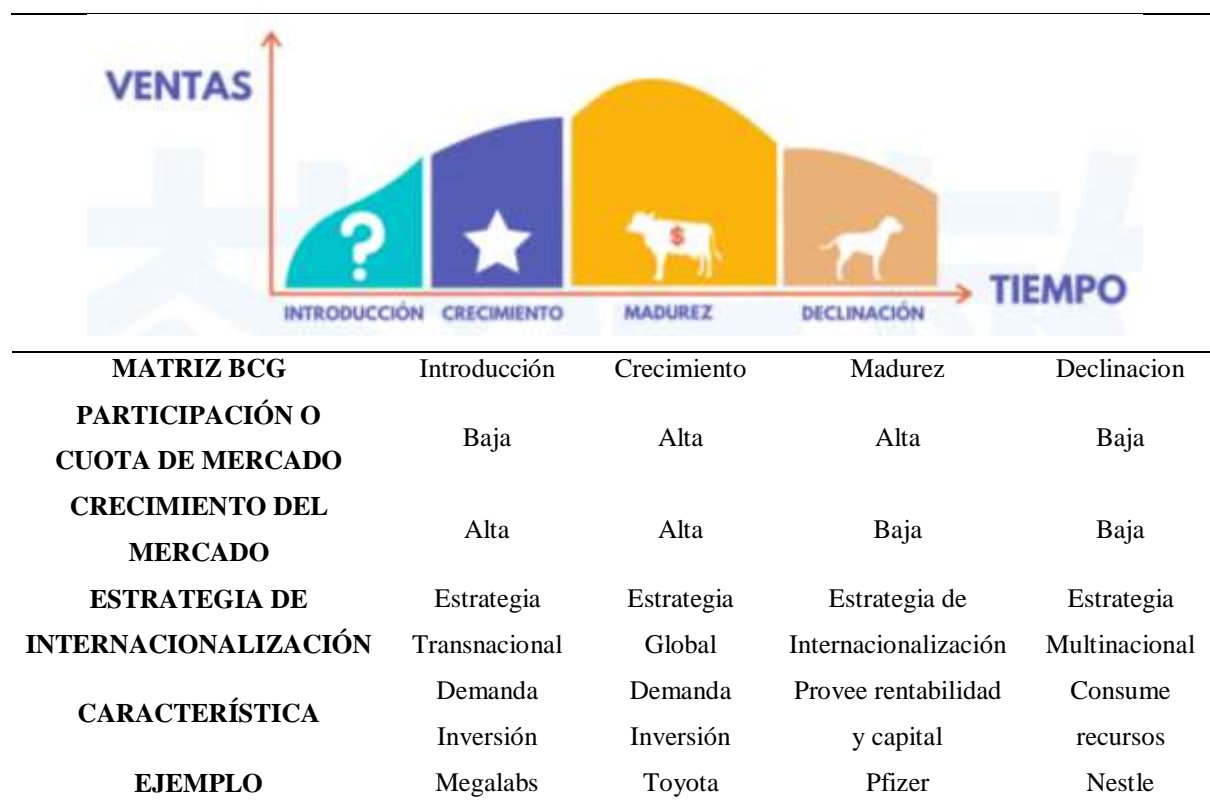 VENTAS
?
$
TIEMPO
INTRODUCCIÓN CRECIMIENTO MADUREZ DECLINACIÓN
MATRIZ BCG Introducción Crecimiento Madurez Declinacion
PARTICIPACIÓN O
CUOTA DE MERCADO
Baja Alta Alta Baja
CRECIMIENTO DEL
MERCADO
Alta Alta Baja Baja
ESTRATEGIA DE Estrategia Estrategia Estrategia de Estrategia
INTERNACIONALIZACIÓN Transnacional Global Internacionalización Multinacional
CARACTERÍSTICA
Demanda Demanda Provee rentabilidad Consume
Inversión Inversión y capital recursos
EJEMPLO Megalabs Toyota Pfizer Nestle